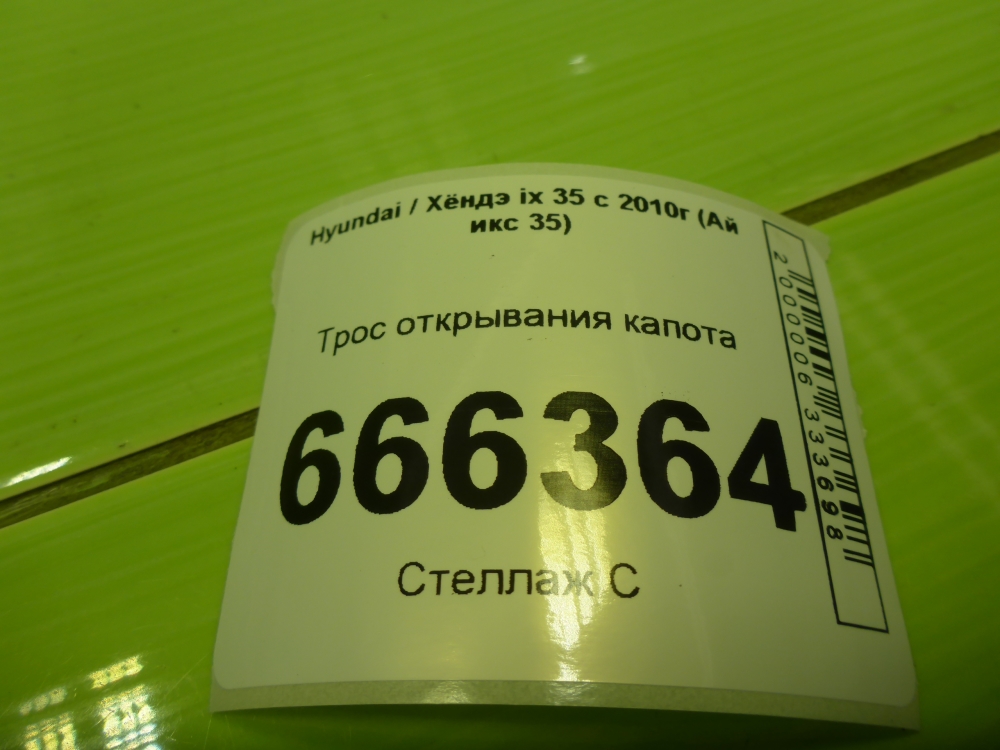 Hyundai / Хёндэ ix 35 с 2010г (Ай
икс 35)
Трос открывания капота
666364
Стеллаж С
2000006333698